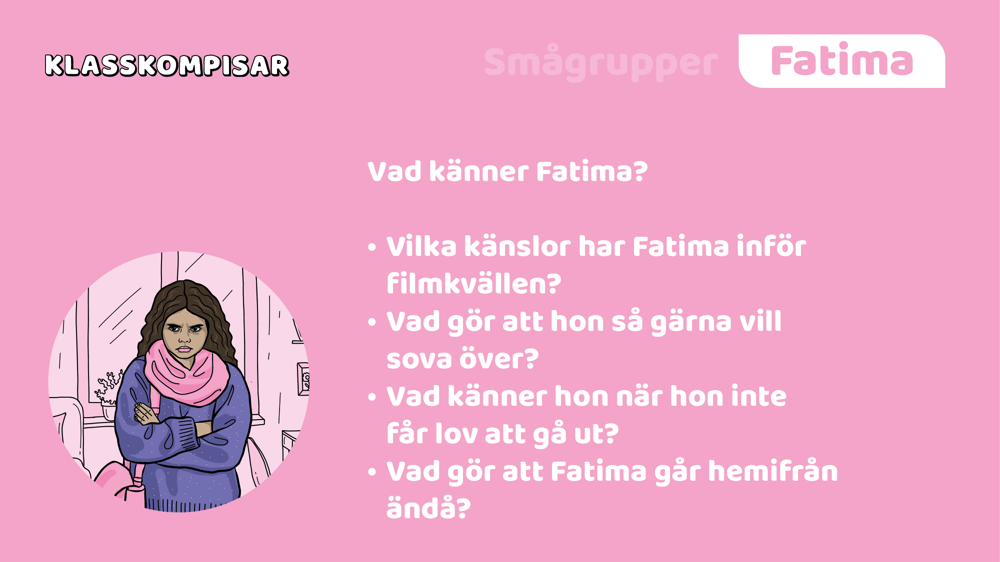 KLASSKOMPISAR
Smågrupper
Fatima
Vad känner Fatima?
• Vilka känslor har Fatima inför
filmkvällen?
• Vad gör att hon så gärna vill
sova över?
• Vad känner hon när hon inte
får lov att gå ut?
• Vad gör att Fatima går hemifrån
ändå?